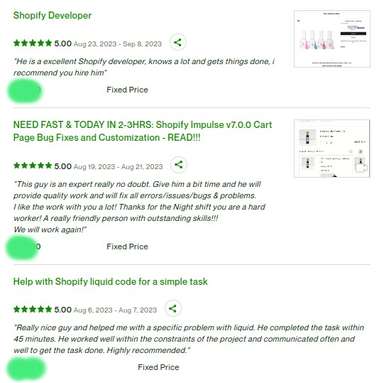 Shopify Developer
5.00 Aug 23, 2023 - Sep 8, 2023
"He is a excellent Shopify developer, knows a lot and gets things done, i
recommend you hire him"
Fixed Price
NEED FAST & TODAY IN 2-3HRS: Shopify Impulse v7.0.0 Cart
Page Bug Fixes and Customization - READ!!!
5.00 Aug 19, 2023 - Aug 21, 2023
"This guy is an expert really no doubt. Give him a bit time and he will
provide quality work and will fix all errors/issues/bugs & problems.
I like the work with you a lot! Thanks for the Night shift you are a hard
worker! A really friendly person with outstanding skills!!!
We will work again!"
0 Fixed Price
Help with Shopify liquid code for a simple task
5.00 Aug 6, 2023 - Aug 7, 2023
"Really nice guy and helped me with a specific problem with liquid. He completed the task within
45 minutes. He worked well within the constraints of the project and communicated often and
well to get the task done. Highly recommended."
Fixed Price